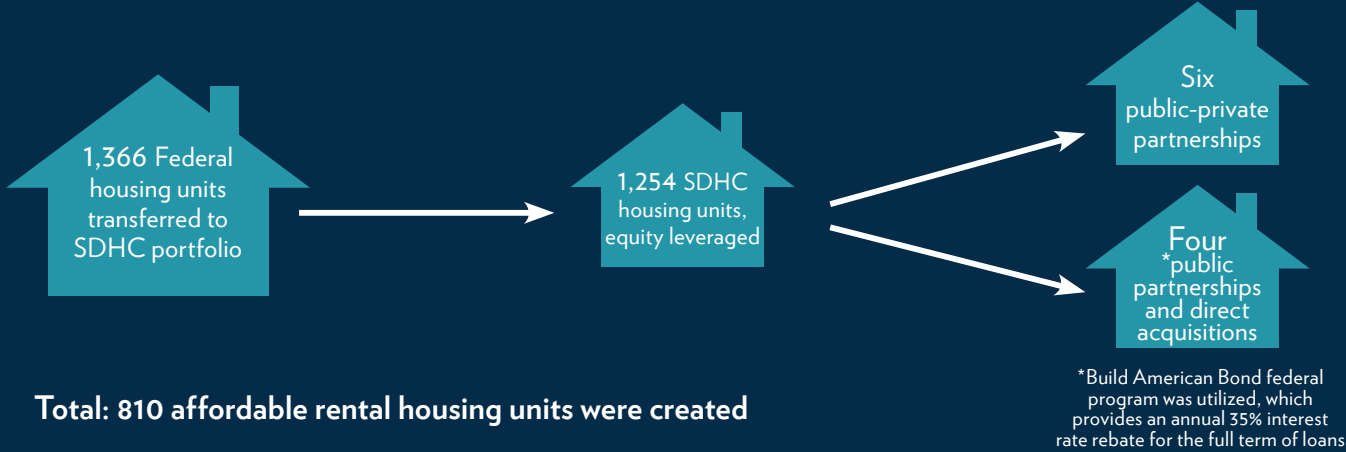 1,366 Federal
housing units
transferred to
SDHC portfolio
1,254 SDHC
housing units,
equity leveraged
Six
public-private
partnerships
Four
*public
partnerships
and direct
acquisitions
*Build American Bond federal
program was utilized, which
provides an annual 35% interest
rate rebate for the full term of loans
Total: 810 affordable rental housing units were created